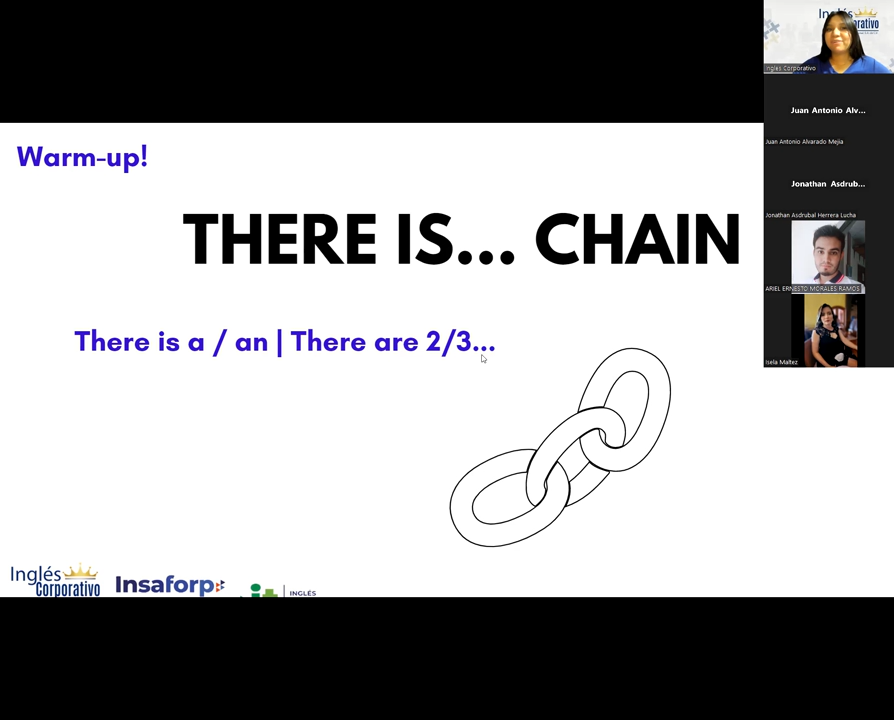 Warm-up!
THERE IS... CHAIN
There is a / an | There are 2/3...
Inglés
Corporativo
Insaforp
INGLÉS
Inglés Corporativo
Juan Antonio Alv...
Juan Antonio Alvarado Mejia
Jonathan Asdrub...
Jonathan Asdrubal Herrera Lucha
ARIEL ERNESTO MORALES RAMOS
Isela Maltez